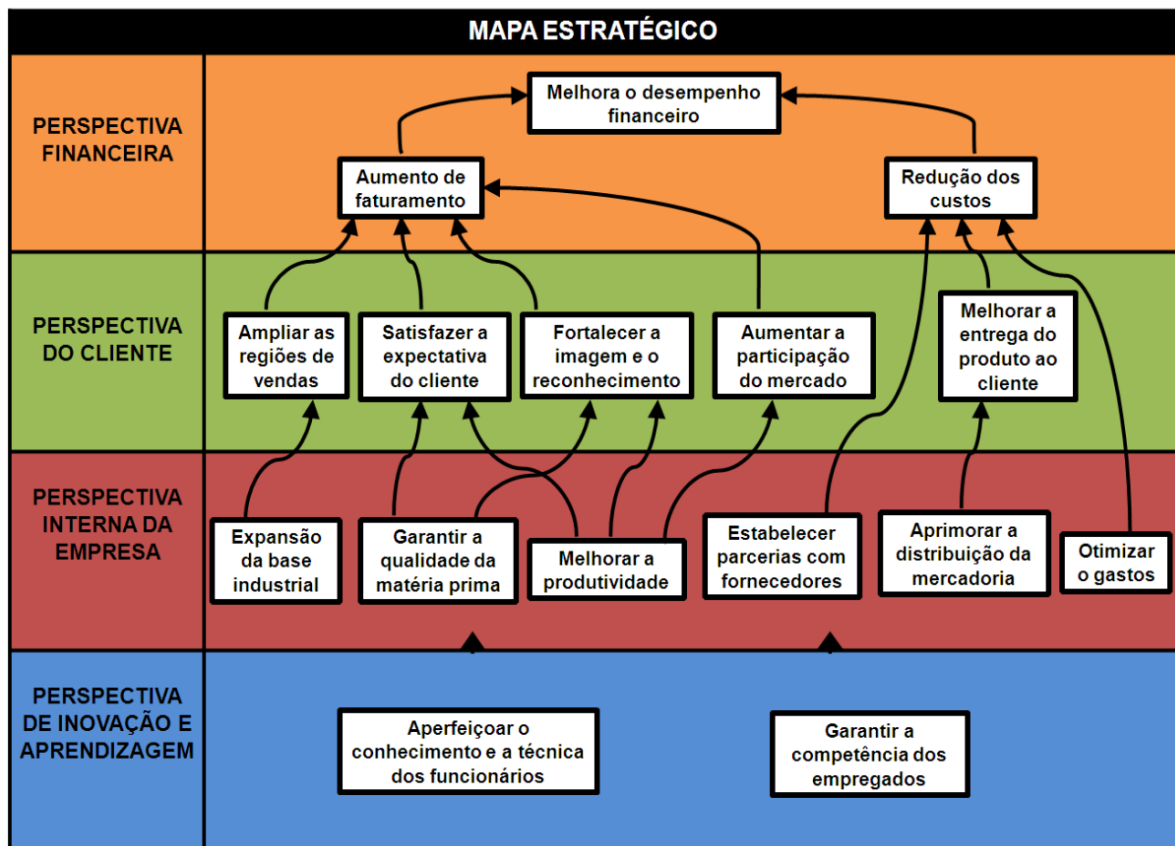 MAPA ESTRATÉGICO
PERSPECTIVA
FINANCEIRA
Melhora o desempenho
financeiro
Aumento de
faturamento
Redução dos
custos
PERSPECTIVA
DO CLIENTE
Ampliar as
regiões de
vendas
Satisfazer a
expectativa
do cliente
Fortalecer a
imagem e o
reconhecimento
Aumentar a
participação
do mercado
Melhorar a
entrega do
produto ao
cliente
PERSPECTIVA
INTERNA DA
EMPRESA
Expansão
da base
industrial
Garantir a
qualidade da
matéria prima
Melhorar a
produtividade
Estabelecer
parcerias com
fornecedores
Aprimorar a
distribuição da
mercadoria
Otimizar
o gastos
PERSPECTIVA
DE INOVAÇÃO E
APRENDIZAGEM
Aperfeiçoar o
conhecimento e a técnica
dos funcionários
Garantir a
competência dos
empregados